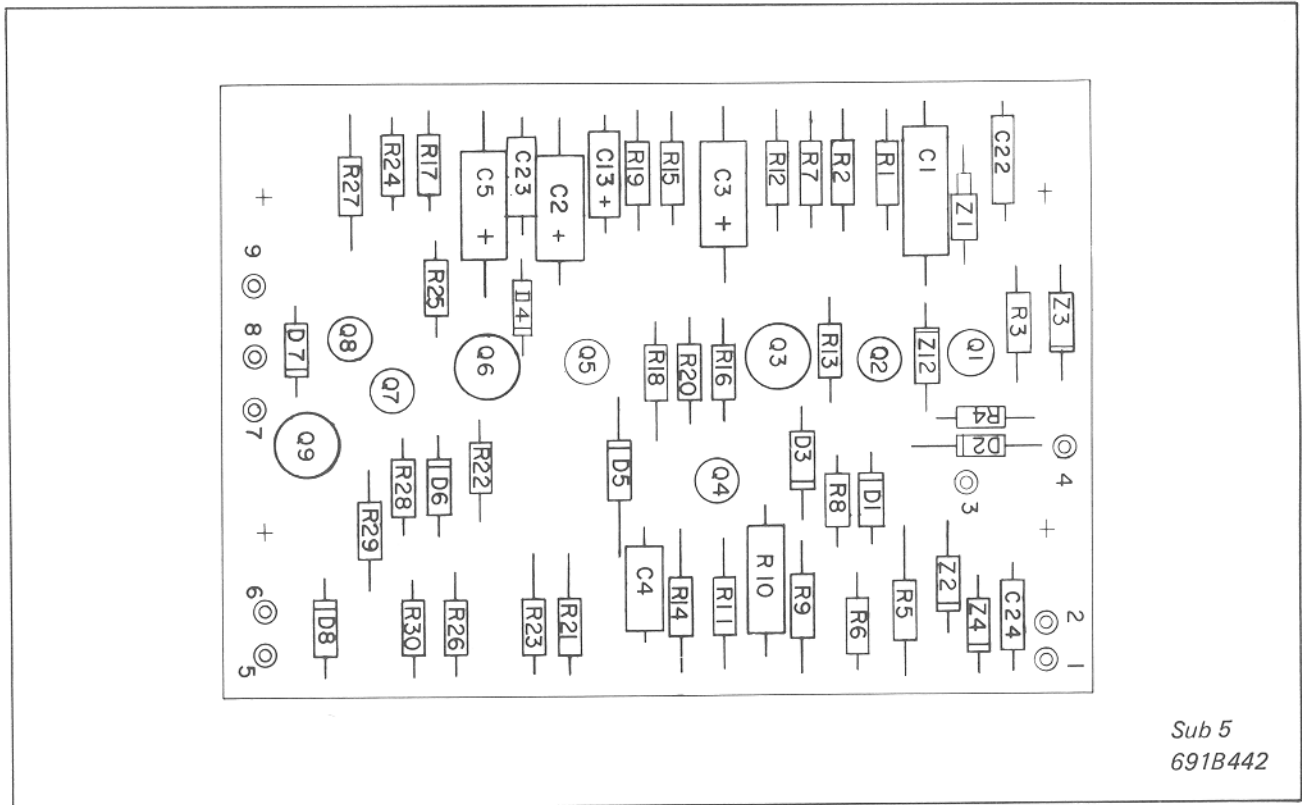 R27
R24
R17
C5 +
C23
C2 +
C13 +
R19
R15
C3 +
R12
R7
R2
R1
C1
Z1
C22
9
8
7
R25
D4
D7
Q8
Q7
Q6
Q5
R18
R20
R16
Q3
R13
Q2
Z12
Q1
R3
Z3
R4
D2
4
3
Q9
R28
D6
R22
R29
D5
Q4
D3
R8
D1
6
5
D8
R30
R26
R23
R21
C4
R14
R11
R10
R9
R6
R5
Z2
Z4
C24
2
1
Sub 5
691B442